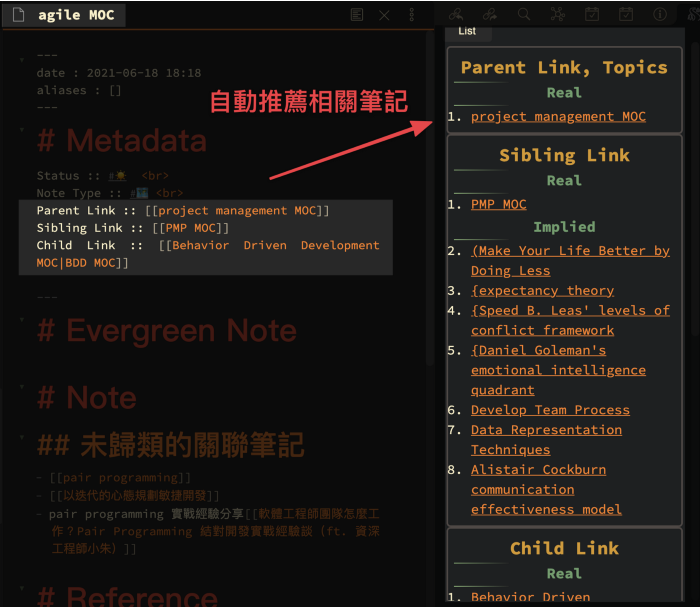 agile MOC
---
date : 2021-06-18 18:18
aliases : []
---
自動推薦相關筆記
# Metadata
Status :: #☀️ <br>
Note Type :: # <br>
Parent Link :: [[project management MOC]]
Sibling Link :: [[PMP MOC]]
Child Link :: [[Behavior Driven Development
MOC|BDD MOC]]
---
# Evergreen Note
# Note
## 未歸類的關聯筆記
- [[pair programming]]
- [[以迭代的心態規劃敏捷開發]]
- pair programming 實戰經驗分享[[軟體工程師團隊怎麼工
作？Pair Programming 結對開發實戰經驗談（ft. 資深
工程師小朱）]]
# Reference
List
Parent Link, Topics
Real
1. project management MOC
Sibling Link
Real
1. PMP MOC
Implied
2. (Make Your Life Better by
Doing Less
3. {expectancy theory
4. {Speed B. Leas' levels of
conflict framework
5. {Daniel Goleman's
emotional intelligence
quadrant
6. Develop Team Process
7. Data Representation
Techniques
8. Alistair Cockburn
communication
effectiveness model
Child Link
Real
1. Behavior Driven